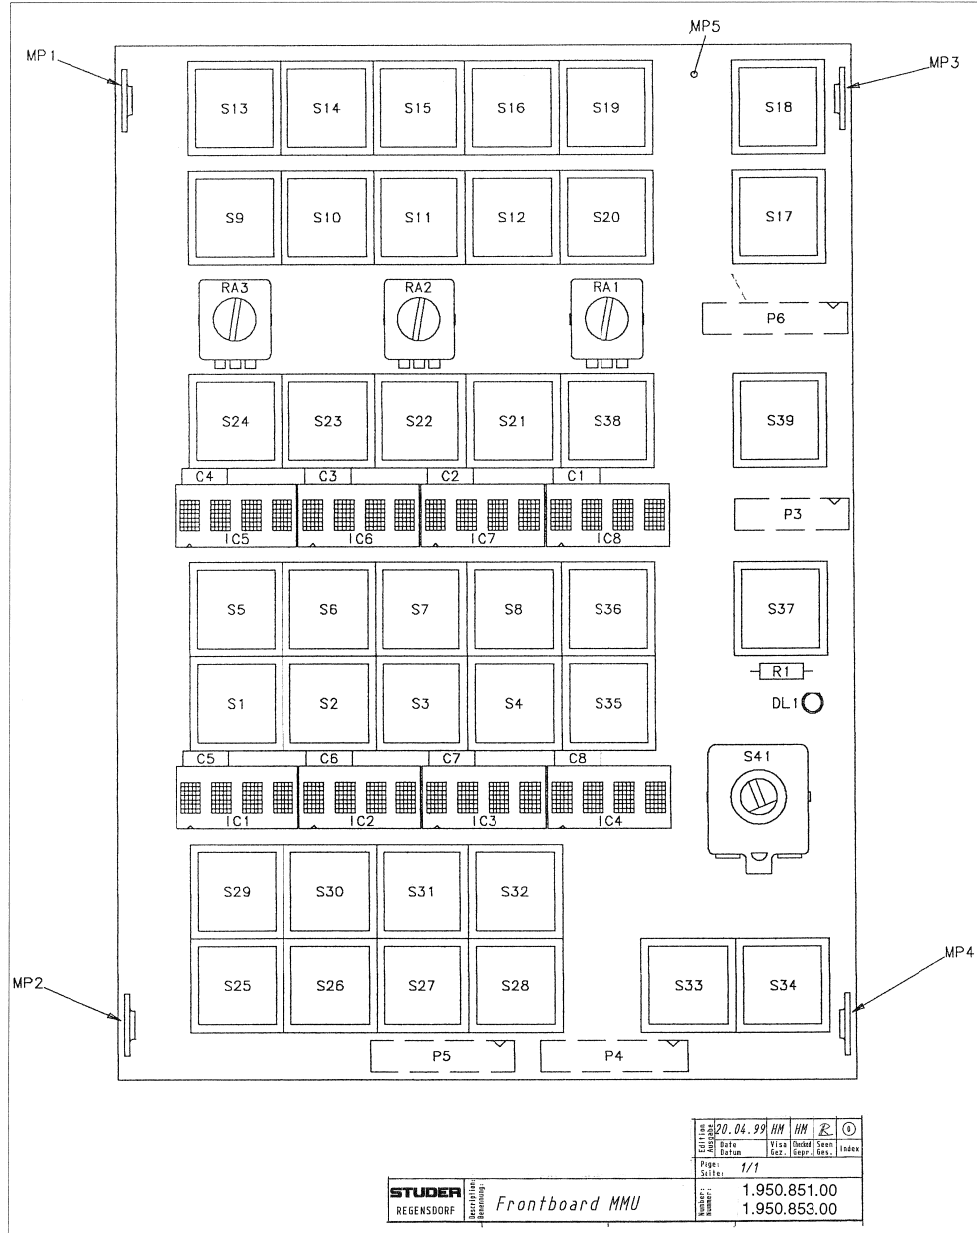 MP5
MP1
MP3
S13 S14 S15 S16 S19 S18
S9 S10 S11 S12 S20 S17
RA3 RA2 RA1
P6
S24 S23 S22 S21 S38 S39
C4 C3 C2 C1
P3
IC5 IC6 IC7 IC8
S5 S6 S7 S8 S36 S37
R1
S1 S2 S3 S4 S35 DL1
C5 C6 C7 C8 S41
IC1 IC2 IC3 IC4
S29 S30 S31 S32
MP4
MP2
S25 S26 S27 S28 S33 S34
P5 P4
Edition
Ausgabe
20.04.99 HM HM R 0
Date Visa Checked Seen Index
Datum Gez. Gepr. Ges.
Page:
Seite: 1/1
STUDER
REGENSDORF
Description:
Benennung:
Frontboard MMU
Number:
Nummer:
1.950.851.00
1.950.853.00